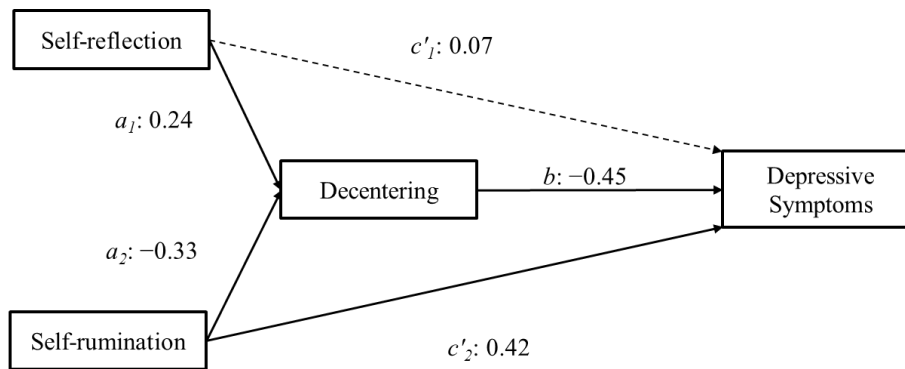 Self-reflection
c′1: 0.07
a1: 0.24
Decentering
b: −0.45
Depressive
Symptoms
a2: −0.33
Self-rumination
c′2: 0.42